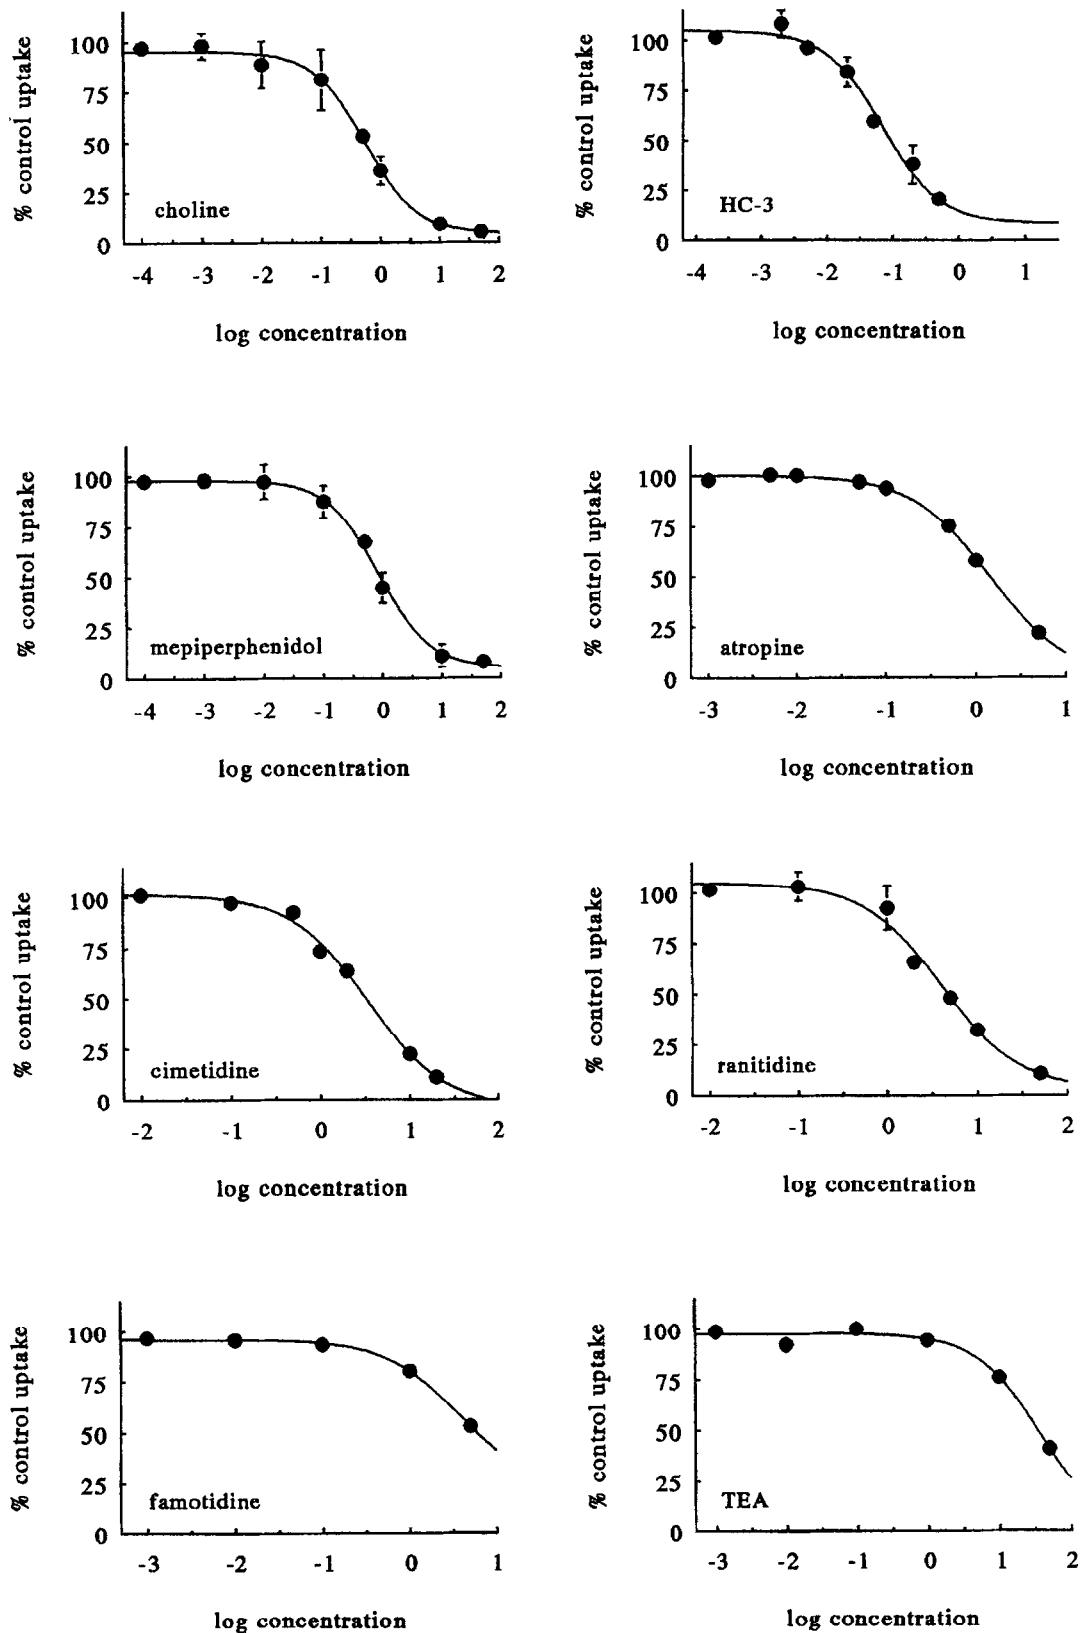 % control uptake
100
75
50
25
0
choline
-4 -3 -2 -1 0 1 2
log concentration
% control uptake
100
75
50
25
0
HC-3
-4 -3 -2 -1 0 1
log concentration
% control uptake
100
75
50
25
0
mepiperphenidol
-4 -3 -2 -1 0 1 2
log concentration
% control uptake
100
75
50
25
0
atropine
-3 -2 -1 0 1
log concentration
% control uptake
100
75
50
25
0
cimetidine
-2 -1 0 1 2
log concentration
% control uptake
100
75
50
25
0
ranitidine
-2 -1 0 1 2
log concentration
% control uptake
100
75
50
25
0
famotidine
-3 -2 -1 0 1
log concentration
% control uptake
100
75
50
25
0
TEA
-3 -2 -1 0 1 2
log concentration